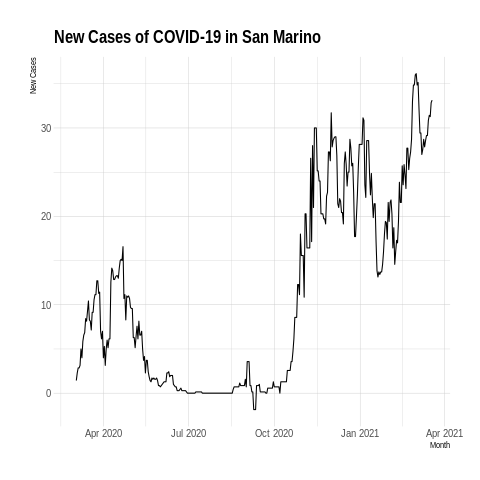 New Cases of COVID-19 in San Marino
New Cases
30
20
10
0
Apr 2020 Jul 2020 Oct 2020 Jan 2021 Apr 2021
Month